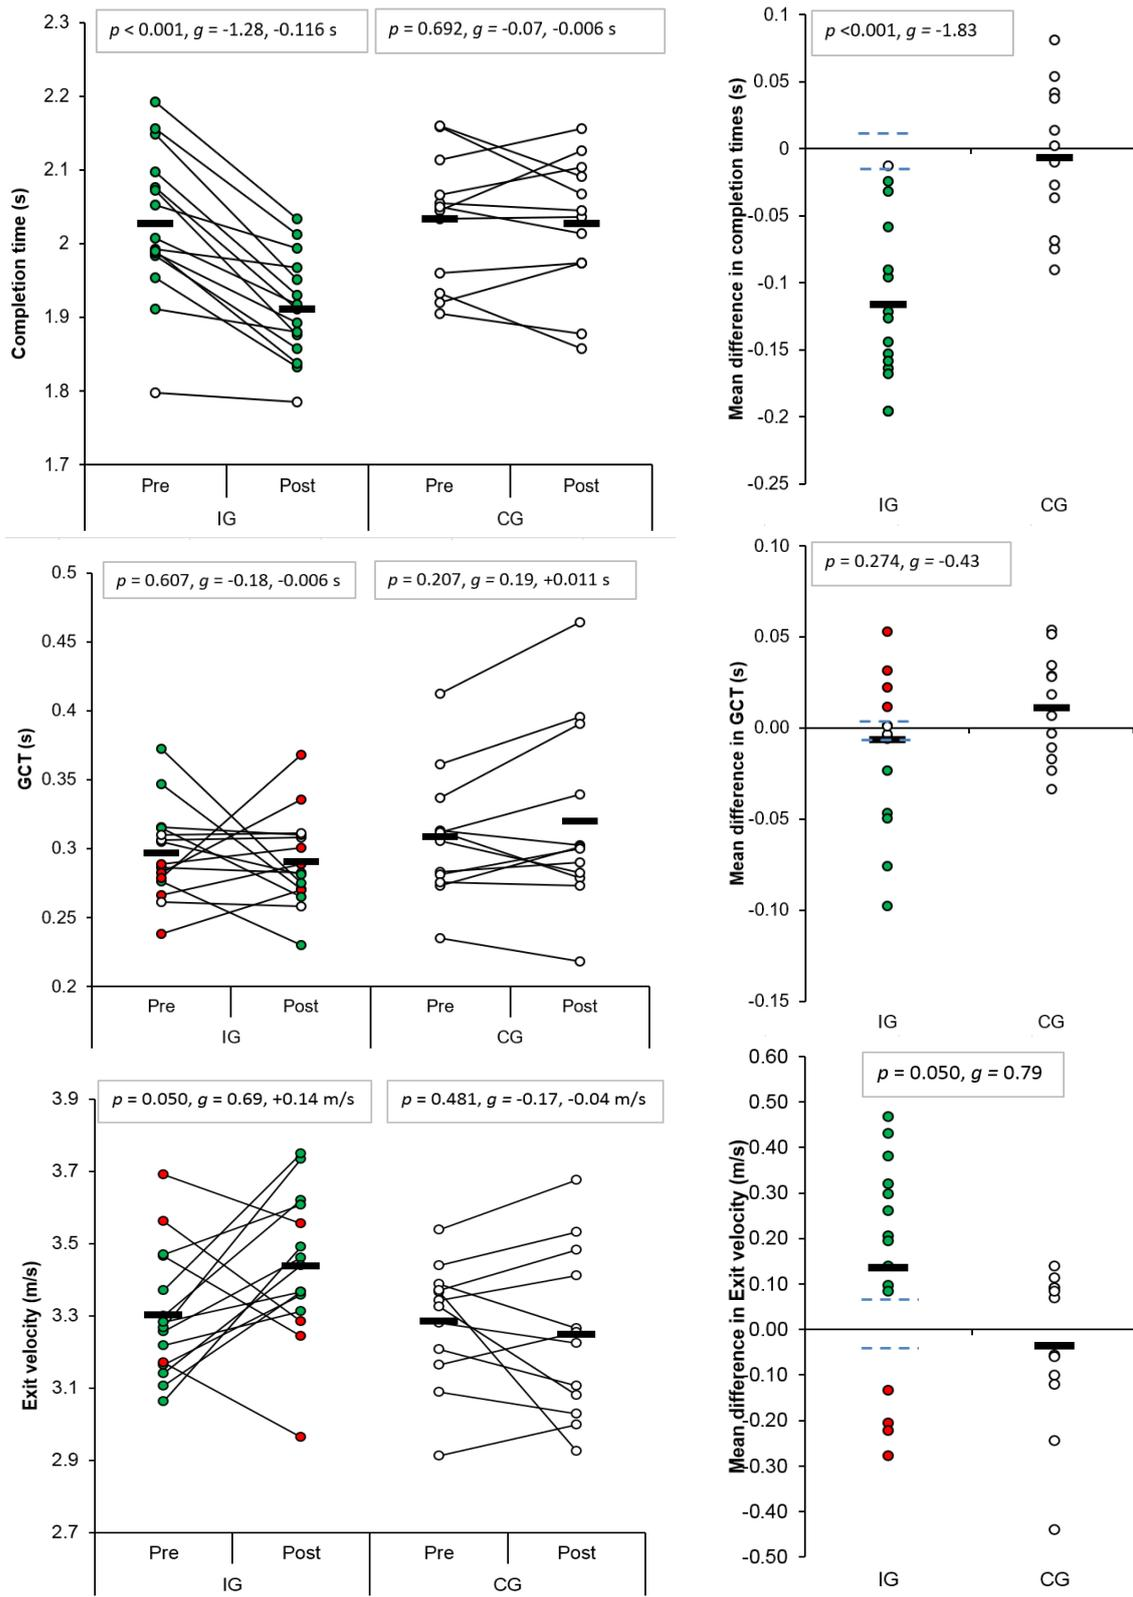 p < 0.001, g = -1.28, -0.116 s
p = 0.692, g = -0.07, -0.006 s
2.3
2.2
2.1
2
1.9
1.8
1.7
Completion time (s)
Pre
Post
Pre
Post
IG
CG
p <0.001, g = -1.83
0.1
0.05
0
-0.05
-0.1
-0.15
-0.2
-0.25
Mean difference in completion times (s)
IG
CG
p = 0.607, g = -0.18, -0.006 s
p = 0.207, g = 0.19, +0.011 s
0.5
0.45
0.4
0.35
0.3
0.25
0.2
GCT (s)
Pre
Post
Pre
Post
IG
CG
p = 0.274, g = -0.43
0.10
0.05
0.00
-0.05
-0.10
-0.15
Mean difference in GCT (s)
IG
CG
p = 0.050, g = 0.69, +0.14 m/s
p = 0.481, g = -0.17, -0.04 m/s
3.9
3.7
3.5
3.3
3.1
2.9
2.7
Exit velocity (m/s)
Pre
Post
Pre
Post
IG
CG
p = 0.050, g = 0.79
0.60
0.50
0.40
0.30
0.20
0.10
0.00
-0.10
-0.20
-0.30
-0.40
-0.50
Mean difference in Exit velocity (m/s)
IG
CG